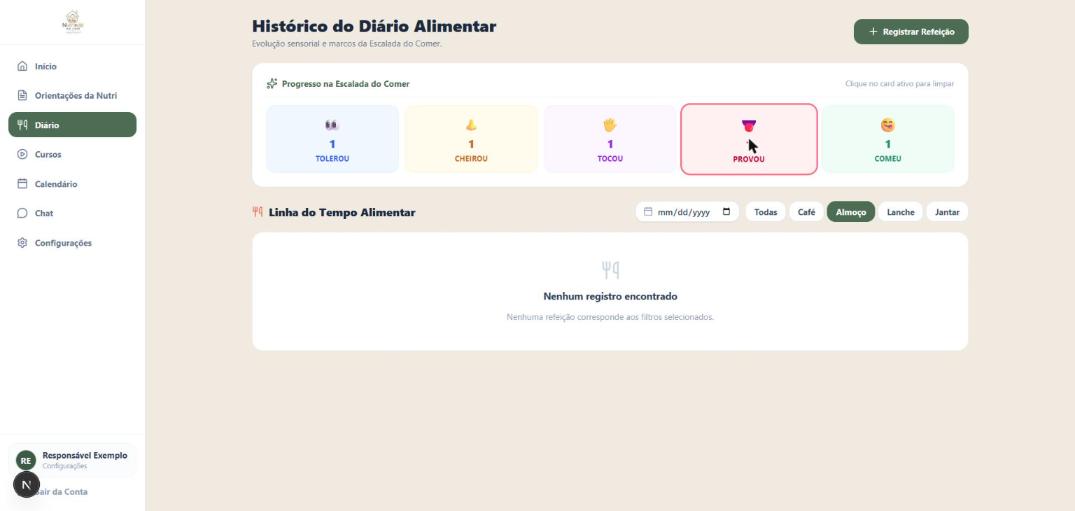 Início
Orientações da Nutri
Diário
Cursos
Calendário
Chat
Configurações
RE
Responsável Exemplo
Configurações
N
air da Conta
Histórico do Diário Alimentar
Evolução sensorial e marcos da Escalada do Comer.
+ Registrar Refeição
Progresso na Escalada do Comer
Clique no card ativo para limpar
1
TOLEROU
1
CHEIROU
1
TOCOU
PROVOU
1
COMEU
Linha do Tempo Alimentar
mm/dd/yyyy
Todas
Café
Almoço
Lanche
Jantar
Nenhum registro encontrado
Nenhuma refeição corresponde aos filtros selecionados.